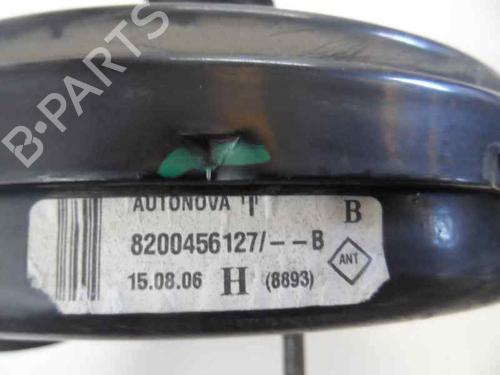 B-PARTS
AUTONOVA B
8200456127/--B
ANT
15.08.06 H (8893)